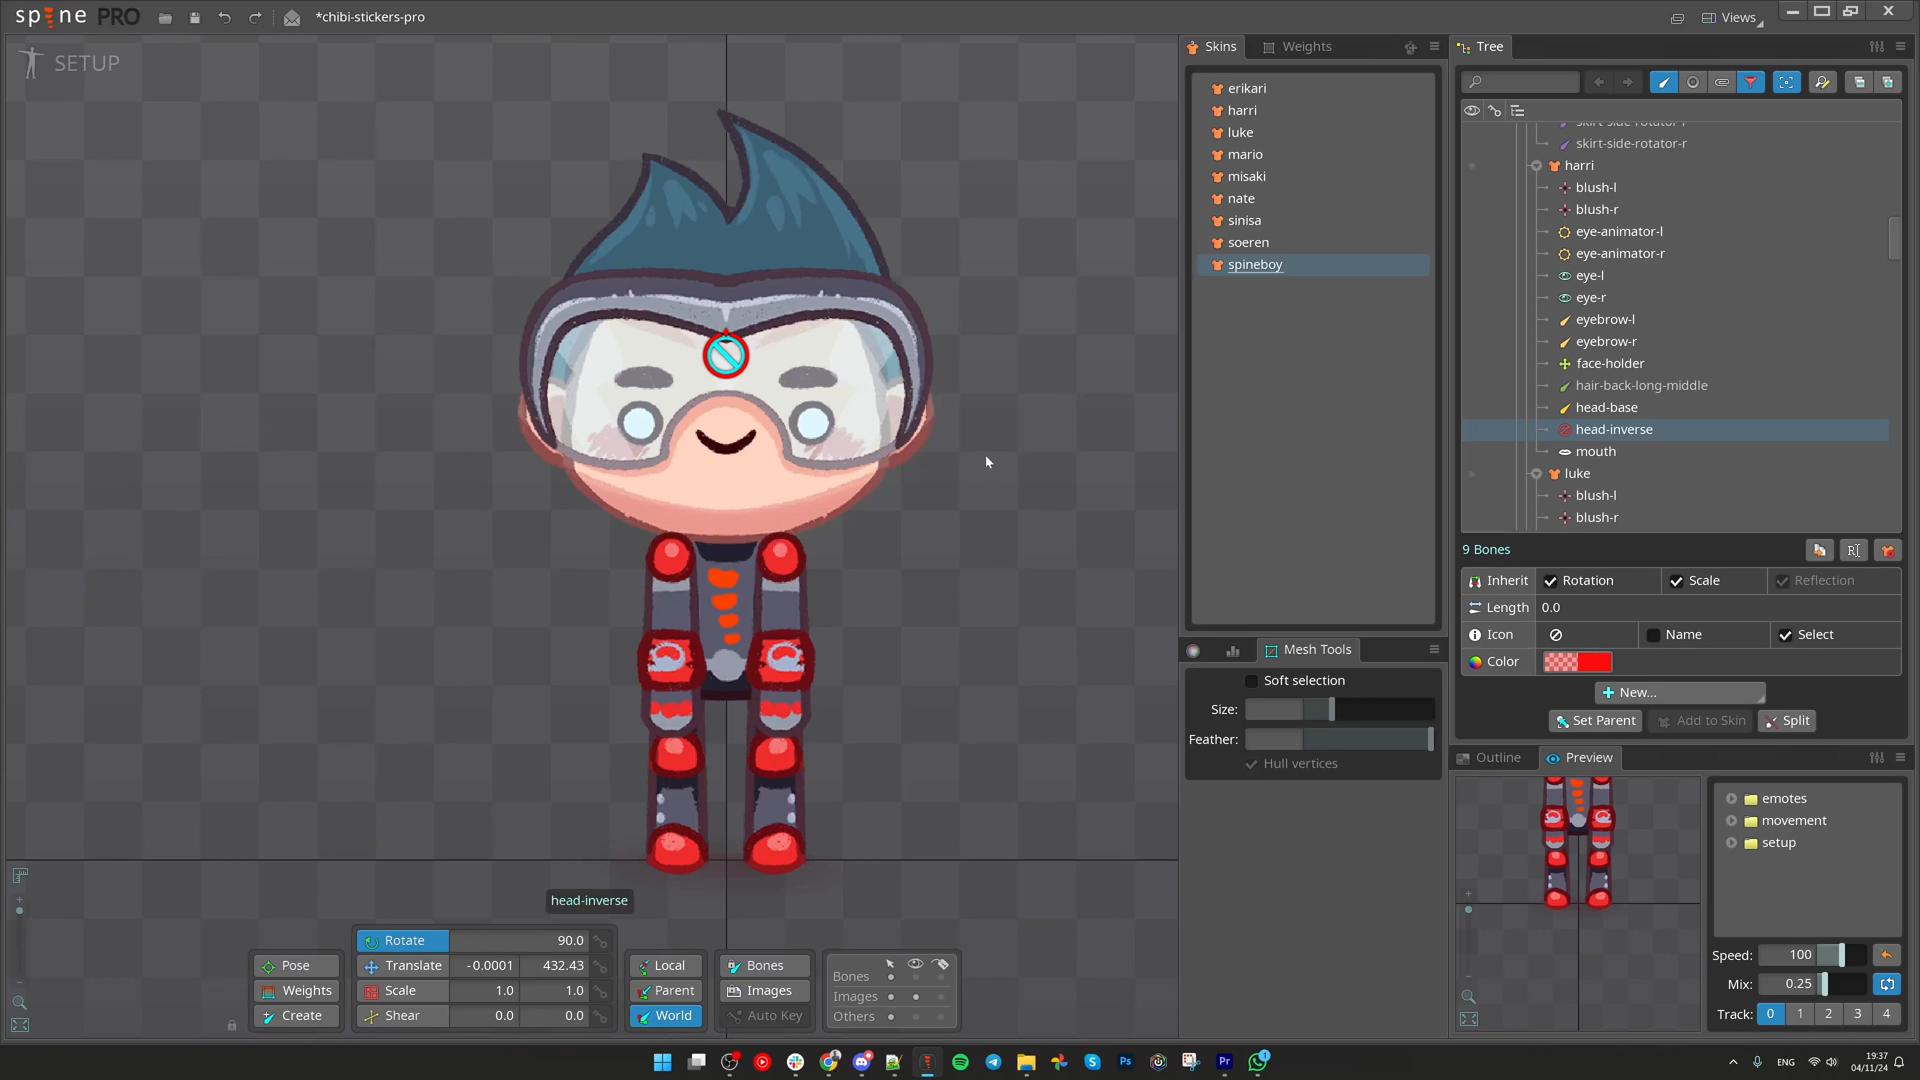 spine PRO
*chibi-stickers-pro
Views
SETUP
Skins
Weights
erikari
harri
luke
mario
misaki
nate
sinisa
soeren
spineboy
Mesh Tools
Soft selection
Size:
Feather:
Hull vertices
Tree
skirt-side-rotator-l
skirt-side-rotator-r
harri
blush-l
blush-r
eye-animator-l
eye-animator-r
eye-l
eye-r
eyebrow-l
eyebrow-r
face-holder
hair-back-long-middle
head-base
head-inverse
mouth
luke
blush-l
blush-r
9 Bones
Inherit Rotation Scale Reflection
Length 0.0
Icon Name Select
Color
New...
Set Parent Add to Skin Split
Outline Preview
emotes
movement
setup
Speed: 100
Mix: 0.25
Track: 0 1 2 3 4
head-inverse
Pose
Weights
Create
Rotate 90.0
Translate -0.0001 432.43
Scale 1.0 1.0
Shear 0.0 0.0
Local
Parent
World
Bones
Images
Auto Key
Bones
Images
Others
ENG
19:37
04/11/24